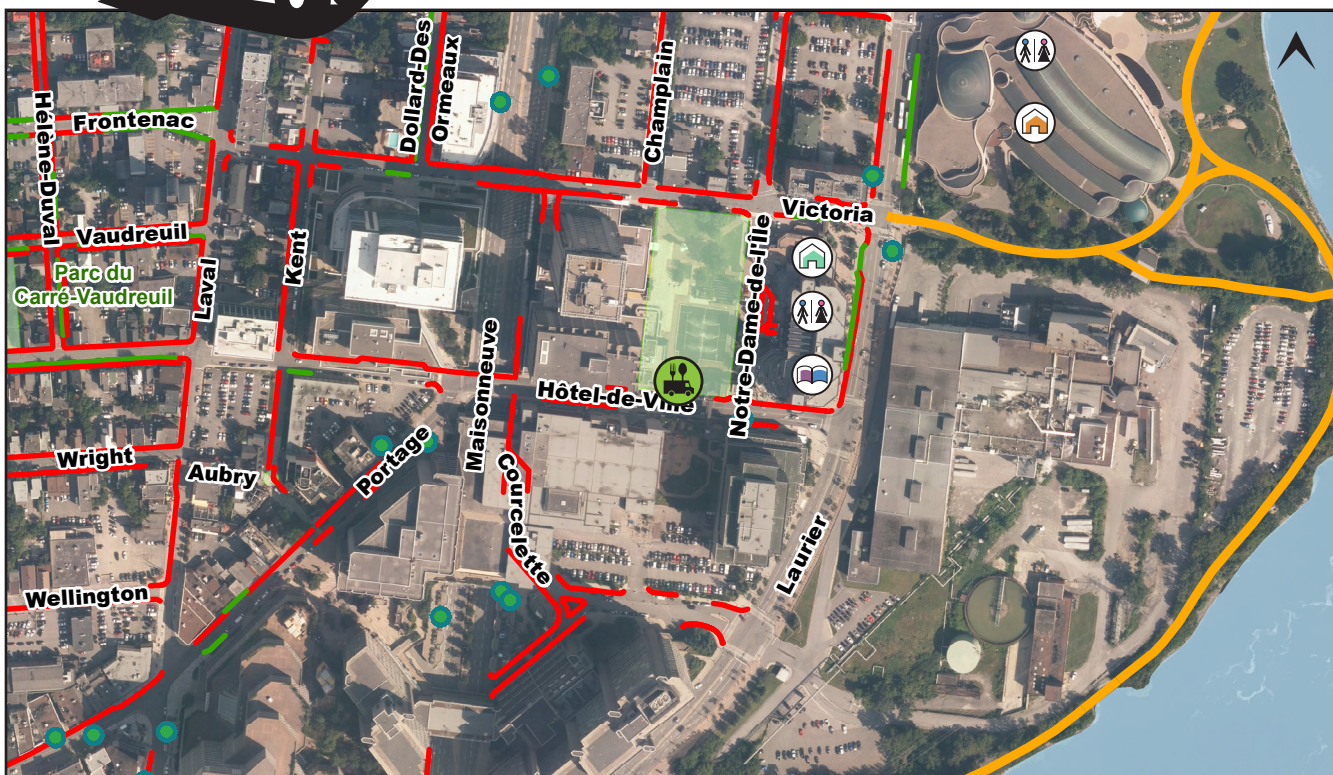 Dollard-Des
Ormeaux
Champlain
Hélène-Duval
Frontenac
Victoria
Vaudreuil
Parc du
Carré-Vaudreuil
Laval
Kent
Notre-Dame-de-l'Île
Maisonneuve
Hôtel-de-Ville
Portage
Wright
Aubry
Courcelette
Laurier
Wellington